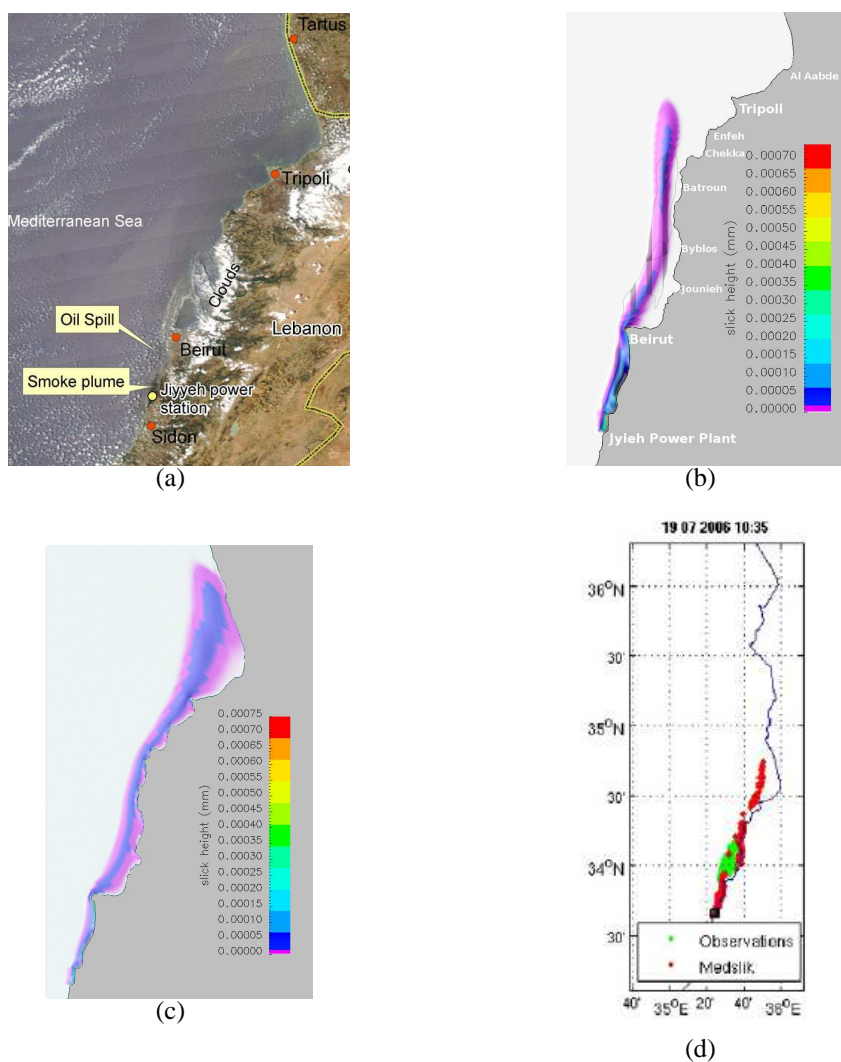 Tartus
Tripoli
Mediterranean Sea
Clouds
Oil Spill
Lebanon
Beirut
Smoke plume
Jiyyeh power
station
Sidon
(a)
Al Aabde
Tripoli
Enfeh
Chekka
Batroun
Byblos
Jounieh
Beirut
Jyieh Power Plant
slick height (mm)
0.00070
0.00065
0.00060
0.00055
0.00050
0.00045
0.00040
0.00035
0.00030
0.00025
0.00020
0.00015
0.00010
0.00005
0.00000
(b)
slick height (mm)
0.00075
0.00070
0.00065
0.00060
0.00055
0.00050
0.00045
0.00040
0.00035
0.00030
0.00025
0.00020
0.00015
0.00010
0.00005
0.00000
(c)
19 07 2006 10:35
36°N
30'
35°N
30'
34°N
30'
Observations
Medslik
40' 35°E 20' 40' 36°E
(d)